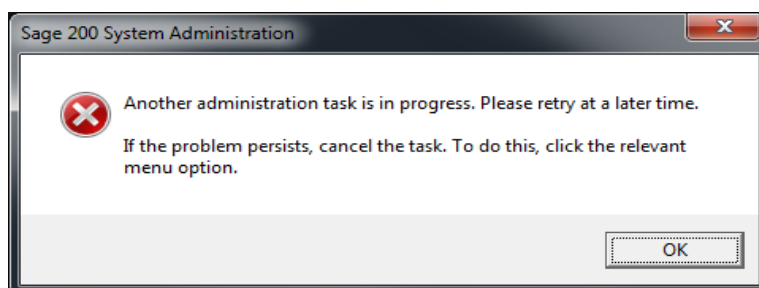 Sage 200 System Administration
Another administration task is in progress. Please retry at a later time.
If the problem persists, cancel the task. To do this, click the relevant
menu option.
OK